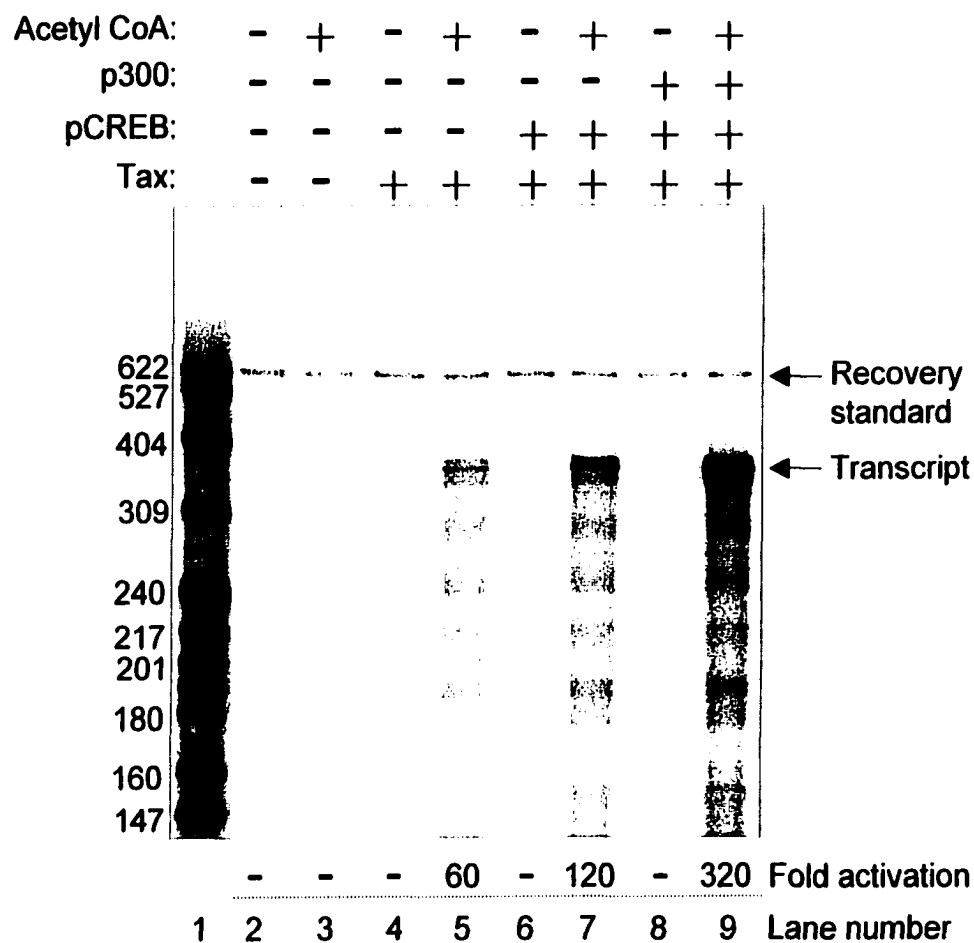 Acetyl CoA: - + - + - + - +
p300: - - - - - - + +
pCREB: - - - - + + + +
Tax: - - + + + + + +
622
527
404
309
240
217
201
180
160
147
Recovery
standard
Transcript
- - - 60 - 120 - 320 Fold activation
1 2 3 4 5 6 7 8 9 Lane number